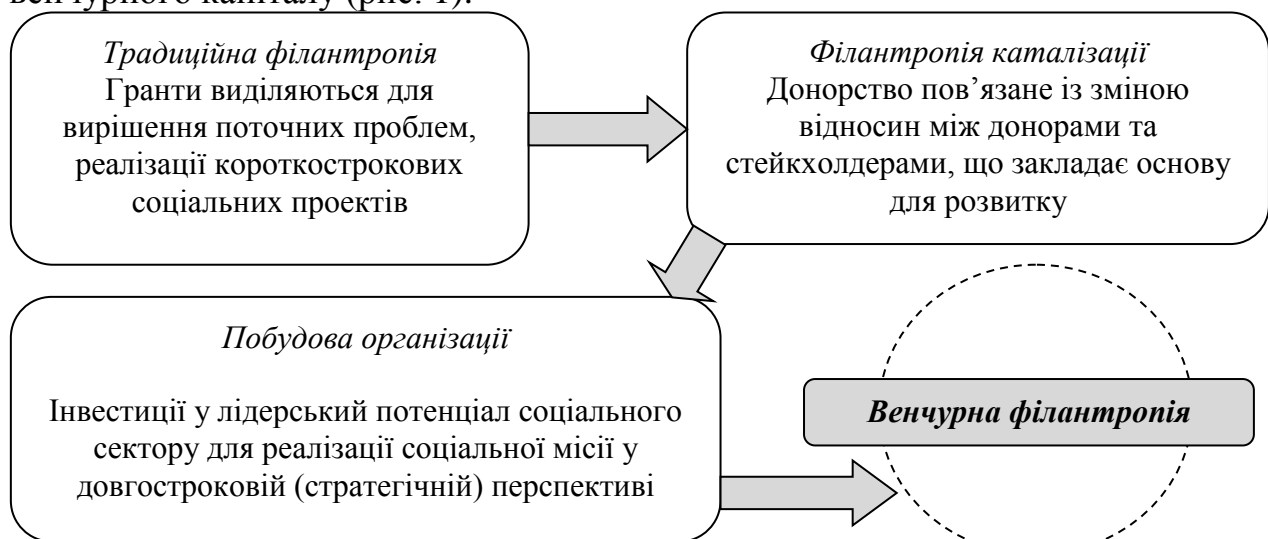 венчурного капіталу (рис. 1).
Традиційна філантропія
Гранти виділяються для
вирішення поточних проблем,
реалізації короткострокових
соціальних проектів
Філантропія каталізації
Донорство пов’язане із зміною
відносин між донорами та
стейкхолдерами, що закладає основу
для розвитку
Побудова організації
Інвестиції у лідерський потенціал соціального
сектору для реалізації соціальної місії у
довгостроковій (стратегічній) перспективі
Венчурна філантропія